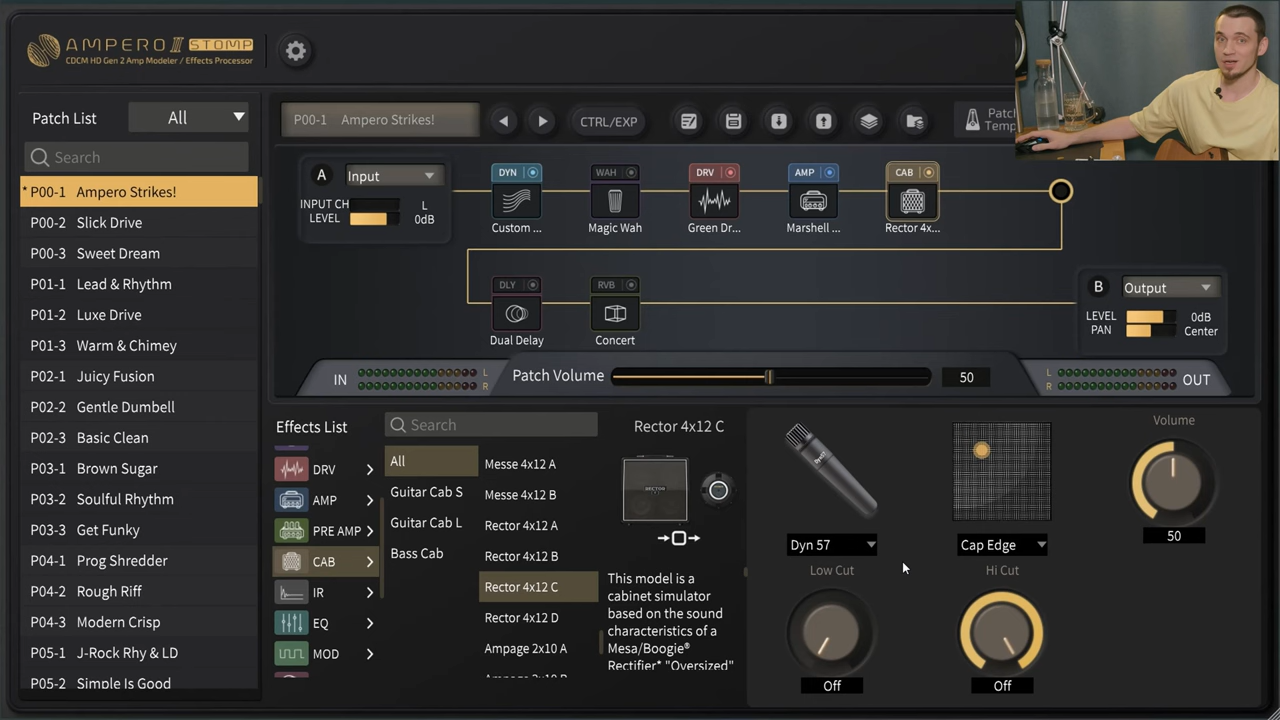 AMPERO II STOMP
CDCM HD Gen 2 Amp Modeler / Effects Processor
Patch List
All
Search
* P00-1 Ampero Strikes!
P00-2 Slick Drive
P00-3 Sweet Dream
P01-1 Lead & Rhythm
P01-2 Luxe Drive
P01-3 Warm & Chimey
P02-1 Juicy Fusion
P02-2 Gentle Dumbell
P02-3 Basic Clean
P03-1 Brown Sugar
P03-2 Soulful Rhythm
P03-3 Get Funky
P04-1 Prog Shredder
P04-2 Rough Riff
P04-3 Modern Crisp
P05-1 J-Rock Rhy & LD
P05-2 Simple Is Good
P00-1 Ampero Strikes!
CTRL/EXP
Patch
Temp
A
Input
INPUT CH L
LEVEL 0dB
DYN
Custom ...
WAH
Magic Wah
DRV
Green Dr...
AMP
Marshell ...
CAB
Rector 4x...
DLY
Dual Delay
RVB
Concert
B
Output
LEVEL 0dB
PAN Center
IN
L
R
Patch Volume
50
L
R
OUT
Effects List
DRV
AMP
PRE AMP
CAB
IR
EQ
MOD
Search
All
Guitar Cab S
Guitar Cab L
Bass Cab
Messe 4x12 A
Messe 4x12 B
Rector 4x12 A
Rector 4x12 B
Rector 4x12 C
Rector 4x12 D
Ampage 2x10 A
Rector 4x12 C
RECTOR
This model is a
cabinet simulator
based on the sound
characteristics of a
Mesa/Boogie®
Rectifier* "Oversized"
Dyn 57
Cap Edge
Volume
50
Low Cut
Off
Hi Cut
Off